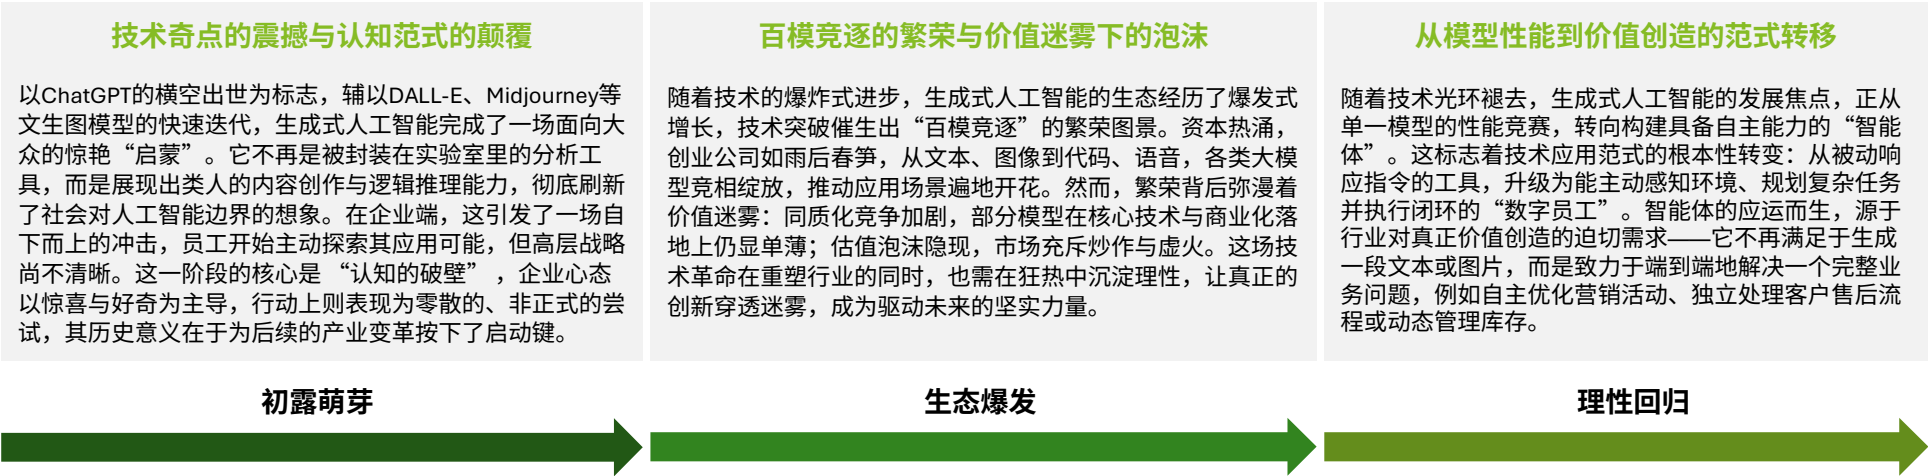 技术奇点的震撼与认知范式的颠覆
以ChatGPT的横空出世为标志，辅以DALL-E、Midjourney等
文生图模型的快速迭代，生成式人工智能完成了一场面向大
众的惊艳“启蒙”。它不再是被封装在实验室里的分析工
具，而是展现出类人的内容创作与逻辑推理能力，彻底刷新
了社会对人工智能边界的想象。在企业端，这引发了一场自
下而上的冲击，员工开始主动探索其应用可能，但高层战略
尚不清晰。这一阶段的核心是 “认知的破壁” ，企业心态
以惊喜与好奇为主导，行动上则表现为零散的、非正式的尝
试，其历史意义在于为后续的产业变革按下了启动键。
初露萌芽
百模竞逐的繁荣与价值迷雾下的泡沫
随着技术的爆炸式进步，生成式人工智能的生态经历了爆发式
增长，技术突破催生出“百模竞逐”的繁荣图景。资本热涌，
创业公司如雨后春笋，从文本、图像到代码、语音，各类大模
型竞相绽放，推动应用场景遍地开花。然而，繁荣背后弥漫着
价值迷雾：同质化竞争加剧，部分模型在核心技术与商业化落
地上仍显单薄；估值泡沫隐现，市场充斥炒作与虚火。这场技
术革命在重塑行业的同时，也需在狂热中沉淀理性，让真正的
创新穿透迷雾，成为驱动未来的坚实力量。
生态爆发
从模型性能到价值创造的范式转移
随着技术光环褪去，生成式人工智能的发展焦点，正从
单一模型的性能竞赛，转向构建具备自主能力的“智能
体”。这标志着技术应用范式的根本性转变：从被动响
应指令的工具，升级为能主动感知环境、规划复杂任务
并执行闭环的“数字员工”。智能体的应运而生，源于
行业对真正价值创造的迫切需求——它不再满足于生成
一段文本或图片，而是致力于端到端地解决一个完整业
务问题，例如自主优化营销活动、独立处理客户售后流
程或动态管理库存。
理性回归